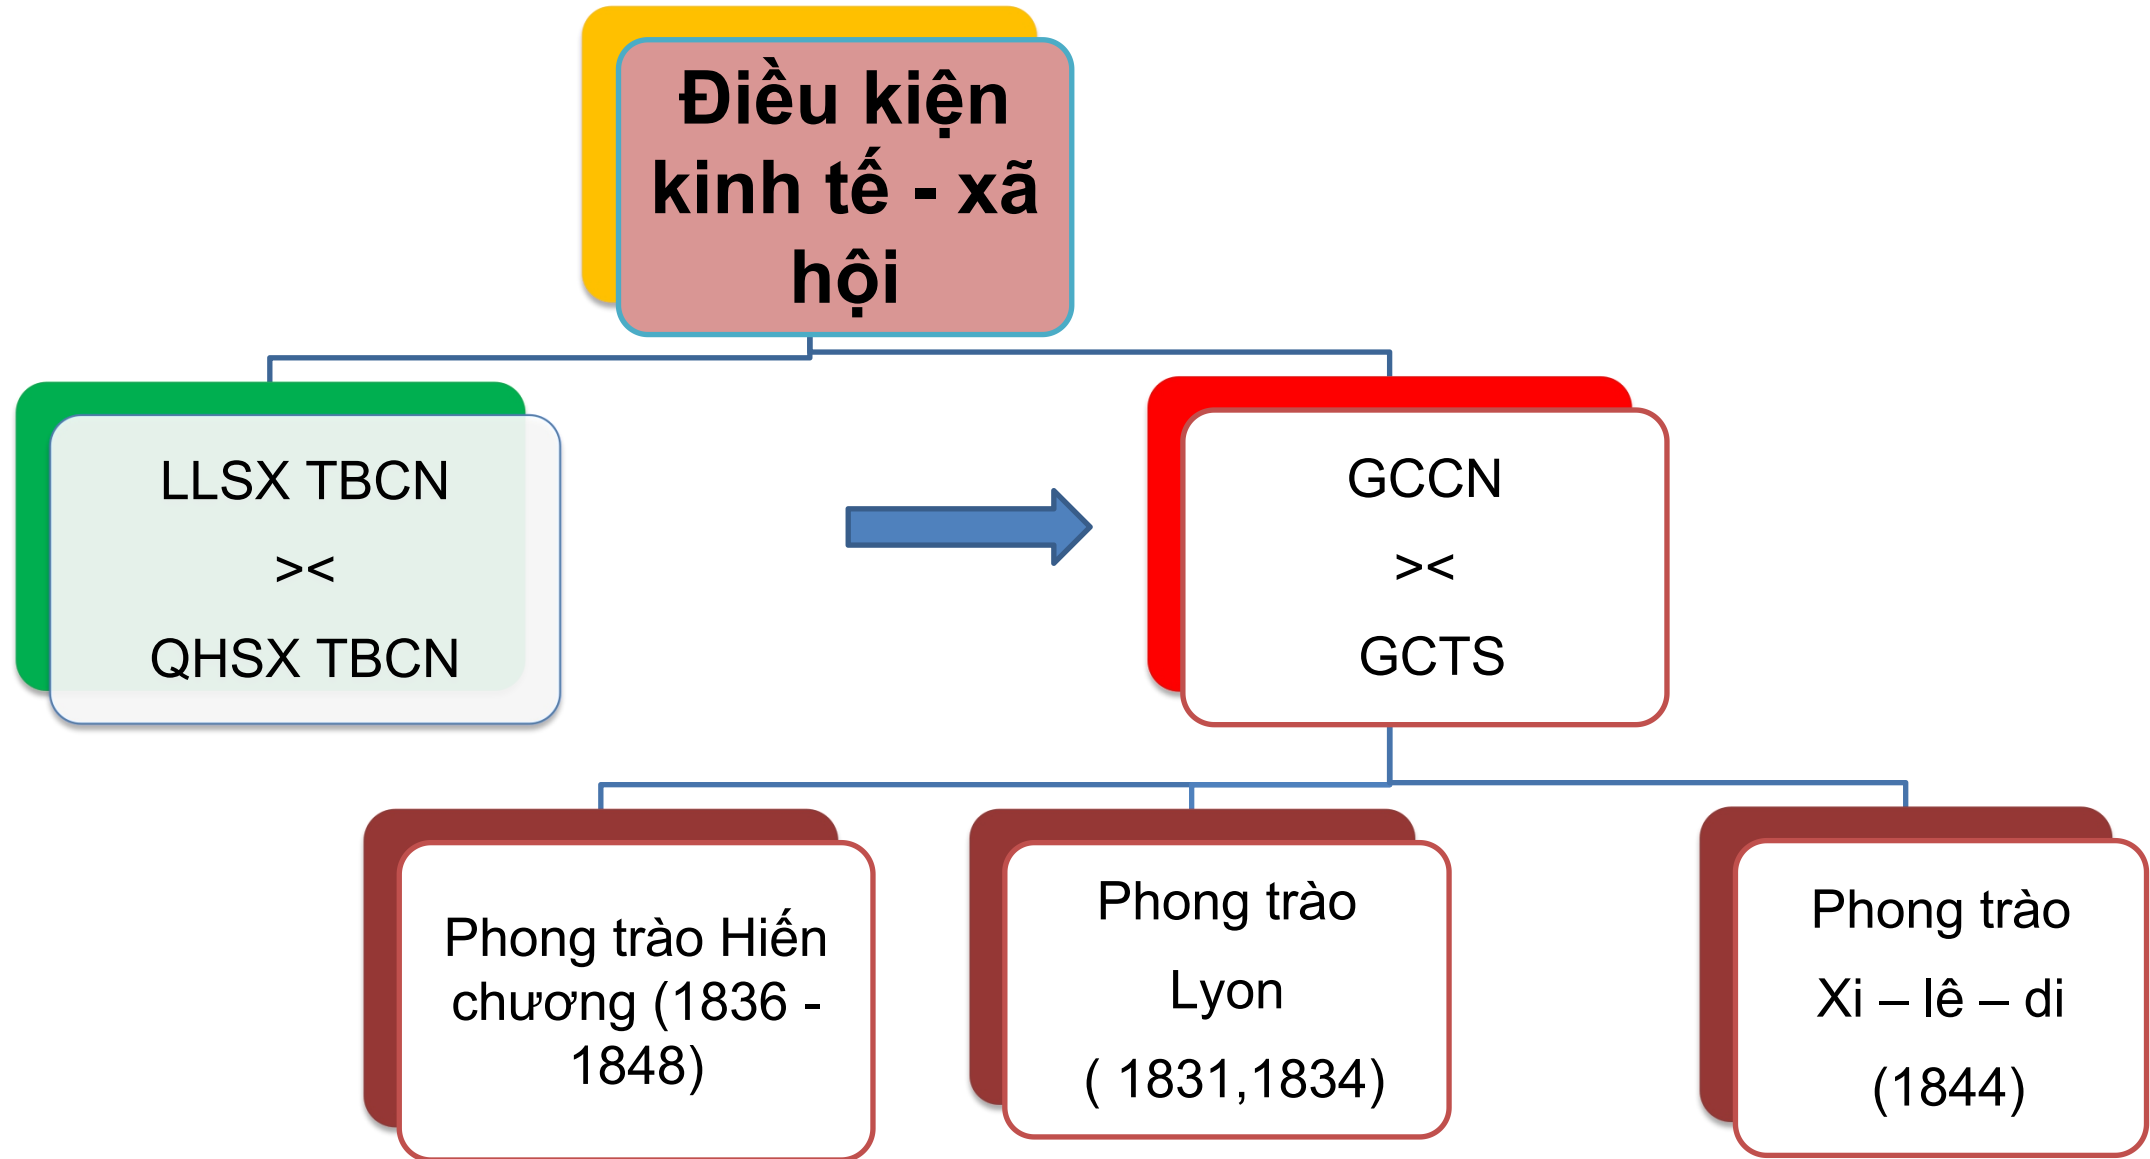 Điều kiện
kinh tế - xã
hội
LLSX TBCN
><
QHSX TBCN
GCCN
><
GCTS
Phong trào Hiến
chương (1836 -
1848)
Phong trào
Lyon
( 1831,1834)
Phong trào
Xi – lê – di
(1844)